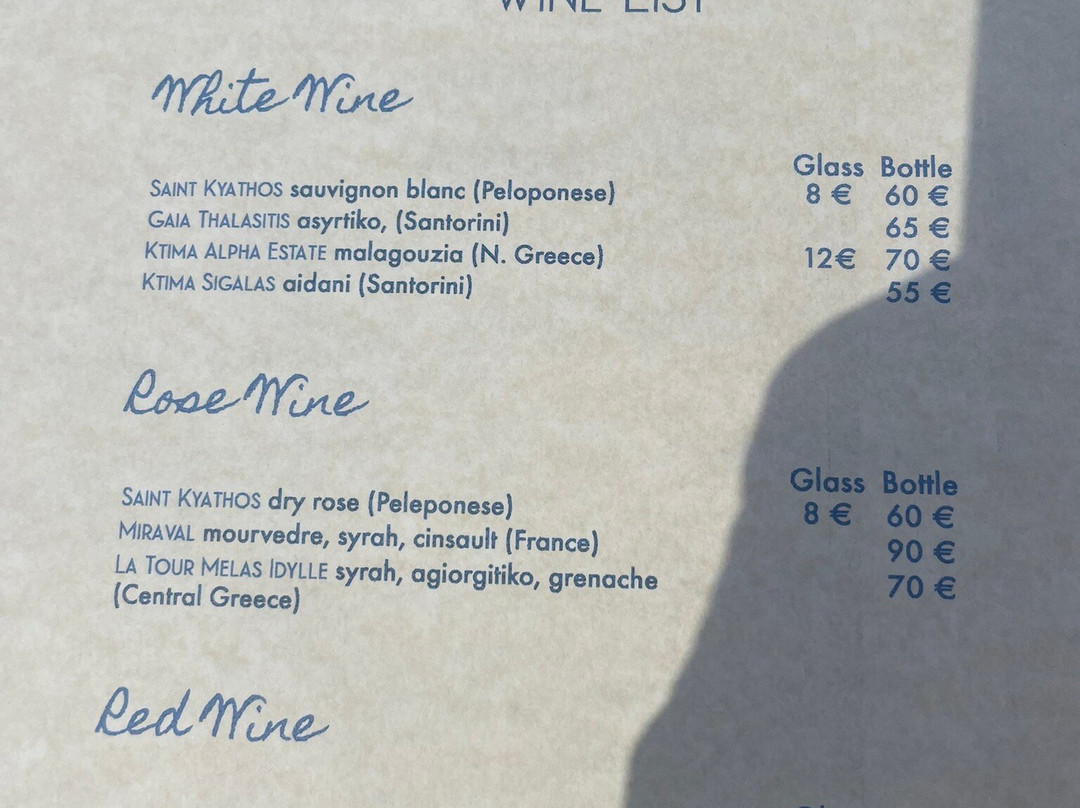 WINE LIST
White Wine
Glass Bottle
SAINT KYATHOS sauvignon blanc (Peloponese) 8 € 60 €
GAIA THALASITIS asyrtiko, (Santorini) 65 €
KTIMA ALPHA ESTATE malagouzia (N. Greece) 12€ 70 €
KTIMA SIGALAS aidani (Santorini) 55 €
Rose Wine
Glass Bottle
SAINT KYATHOS dry rose (Peleponese) 8 € 60 €
MIRAVAL mourvedre, syrah, cinsault (France) 90 €
LA TOUR MELAS IDYLLE syrah, agiorgitiko, grenache 70 €
(Central Greece)
Red Wine